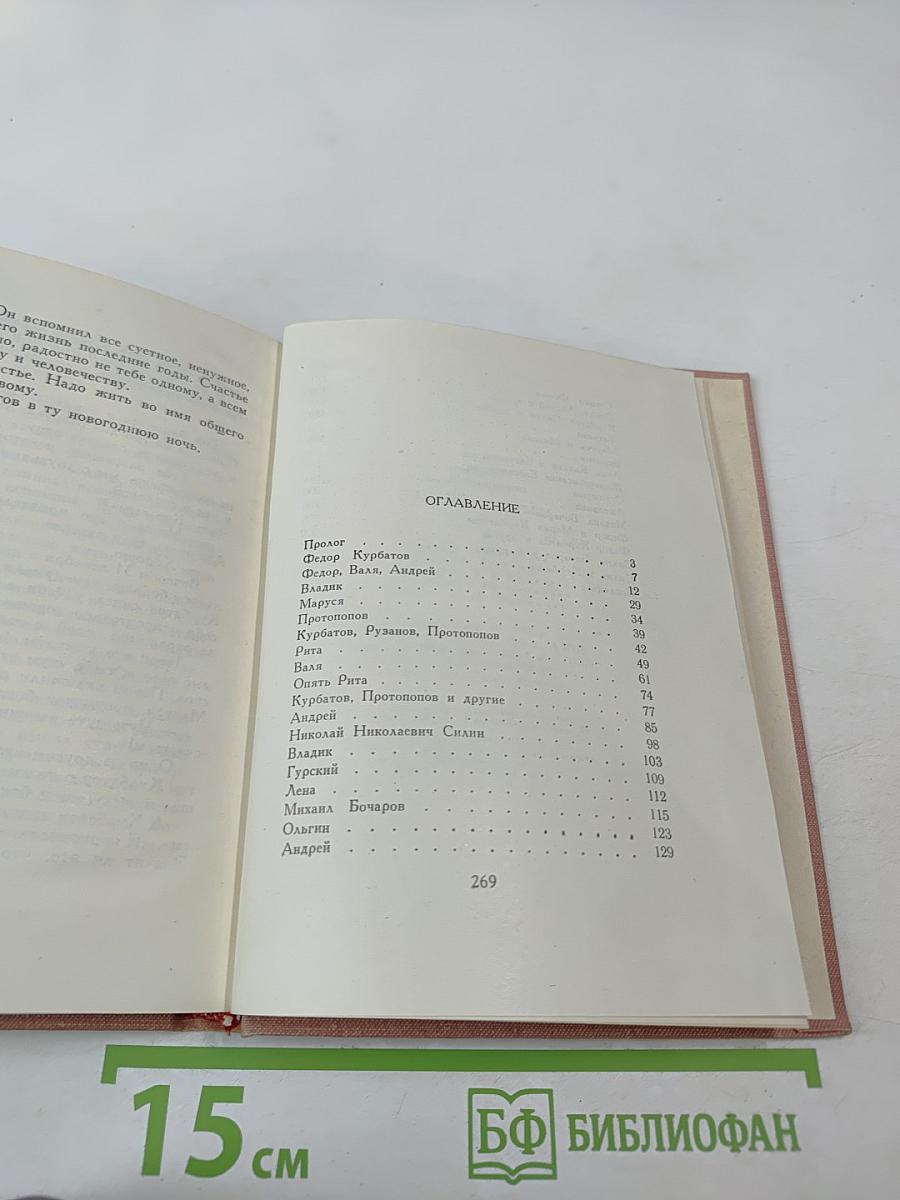 Он вспомнил все суетное, ненужное,
его жизнь последние годы. Счастье
но, радостно не тебе одному, а всем
у и человечеству.
стье. Надо жить во имя общего
вому.
тов в ту новогоднюю ночь.
ОГЛАВЛЕНИЕ
Пролог . . . . . . . . . . . . . . 3
Федор Курбатов . . . . . . . . . . 7
Федор, Валя, Андрей . . . . . . . . 12
Владик . . . . . . . . . . . . . . 29
Маруся . . . . . . . . . . . . . . 34
Протопопов . . . . . . . . . . . . 39
Курбатов, Рузанов, Протопопов . . . . . 42
Рита . . . . . . . . . . . . . . . 49
Валя . . . . . . . . . . . . . . . 61
Опять Рита . . . . . . . . . . . . 74
Курбатов, Протопопов и другие . . . . . 77
Андрей . . . . . . . . . . . . . . 85
Николай Николаевич Силин . . . . . . 98
Владик . . . . . . . . . . . . . . 103
Гурский . . . . . . . . . . . . . . 109
Лена . . . . . . . . . . . . . . . 112
Михаил Бочаров . . . . . . . . . . 115
Ольгин . . . . . . . . . . . . . . 123
Андрей . . . . . . . . . . . . . . 129
269
15 см
БФ БИБЛИОФАН